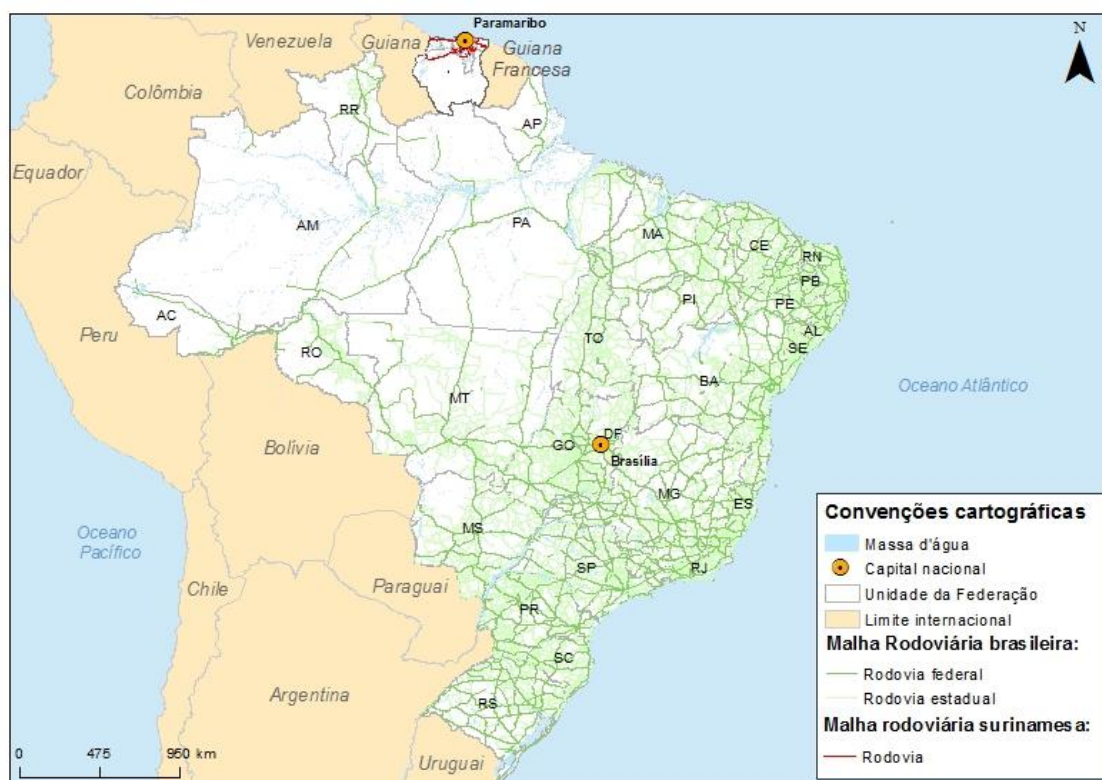 Paramaribo
N
Venezuela
Guiana
Guiana
Francesa
Colômbia
RR
AP
Equador
AM
PA
MA
CE
RN
PB
PI
PE
AC
AL
Peru
TO
SE
RO
BA
Oceano Atlântico
MT
DF
GO
Brasília
Bolívia
MG
ES
MS
Oceano
Pacífico
SP
RJ
Paraguai
Chile
PR
SC
Argentina
RS
Uruguai
0 475 950 km
Convenções cartográficas
Massa d'água
Capital nacional
Unidade da Federação
Limite internacional
Malha Rodoviária brasileira:
Rodovia federal
Rodovia estadual
Malha rodoviária surinamesa:
Rodovia